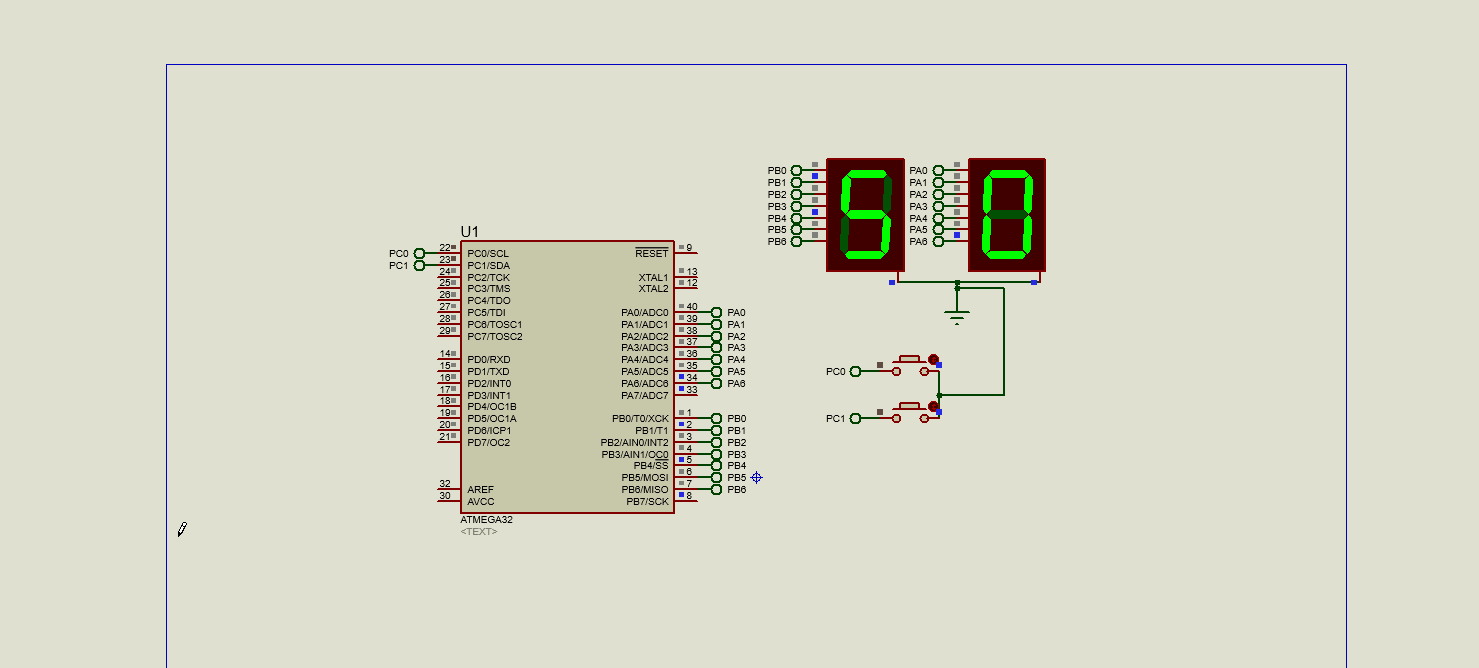 U1
PC0
PC1
22
23
24
25
26
27
28
29
PC0/SCL
PC1/SDA
PC2/TCK
PC3/TMS
PC4/TDO
PC5/TDI
PC6/TOSC1
PC7/TOSC2
14
15
16
17
18
19
20
21
PD0/RXD
PD1/TXD
PD2/INT0
PD3/INT1
PD4/OC1B
PD5/OC1A
PD6/ICP1
PD7/OC2
32
30
AREF
AVCC
RESET
XTAL1
XTAL2
9
13
12
PA0/ADC0
PA1/ADC1
PA2/ADC2
PA3/ADC3
PA4/ADC4
PA5/ADC5
PA6/ADC6
PA7/ADC7
40
39
38
37
36
35
34
33
PA0
PA1
PA2
PA3
PA4
PA5
PA6
PB0/T0/XCK
PB1/T1
PB2/AIN0/INT2
PB3/AIN1/OC0
PB4/SS
PB5/MOSI
PB6/MISO
PB7/SCK
1
2
3
4
5
6
7
8
PB0
PB1
PB2
PB3
PB4
PB5
PB6
ATMEGA32
<TEXT>
PB0
PB1
PB2
PB3
PB4
PB5
PB6
5
PA0
PA1
PA2
PA3
PA4
PA5
PA6
0
PC0
PC1